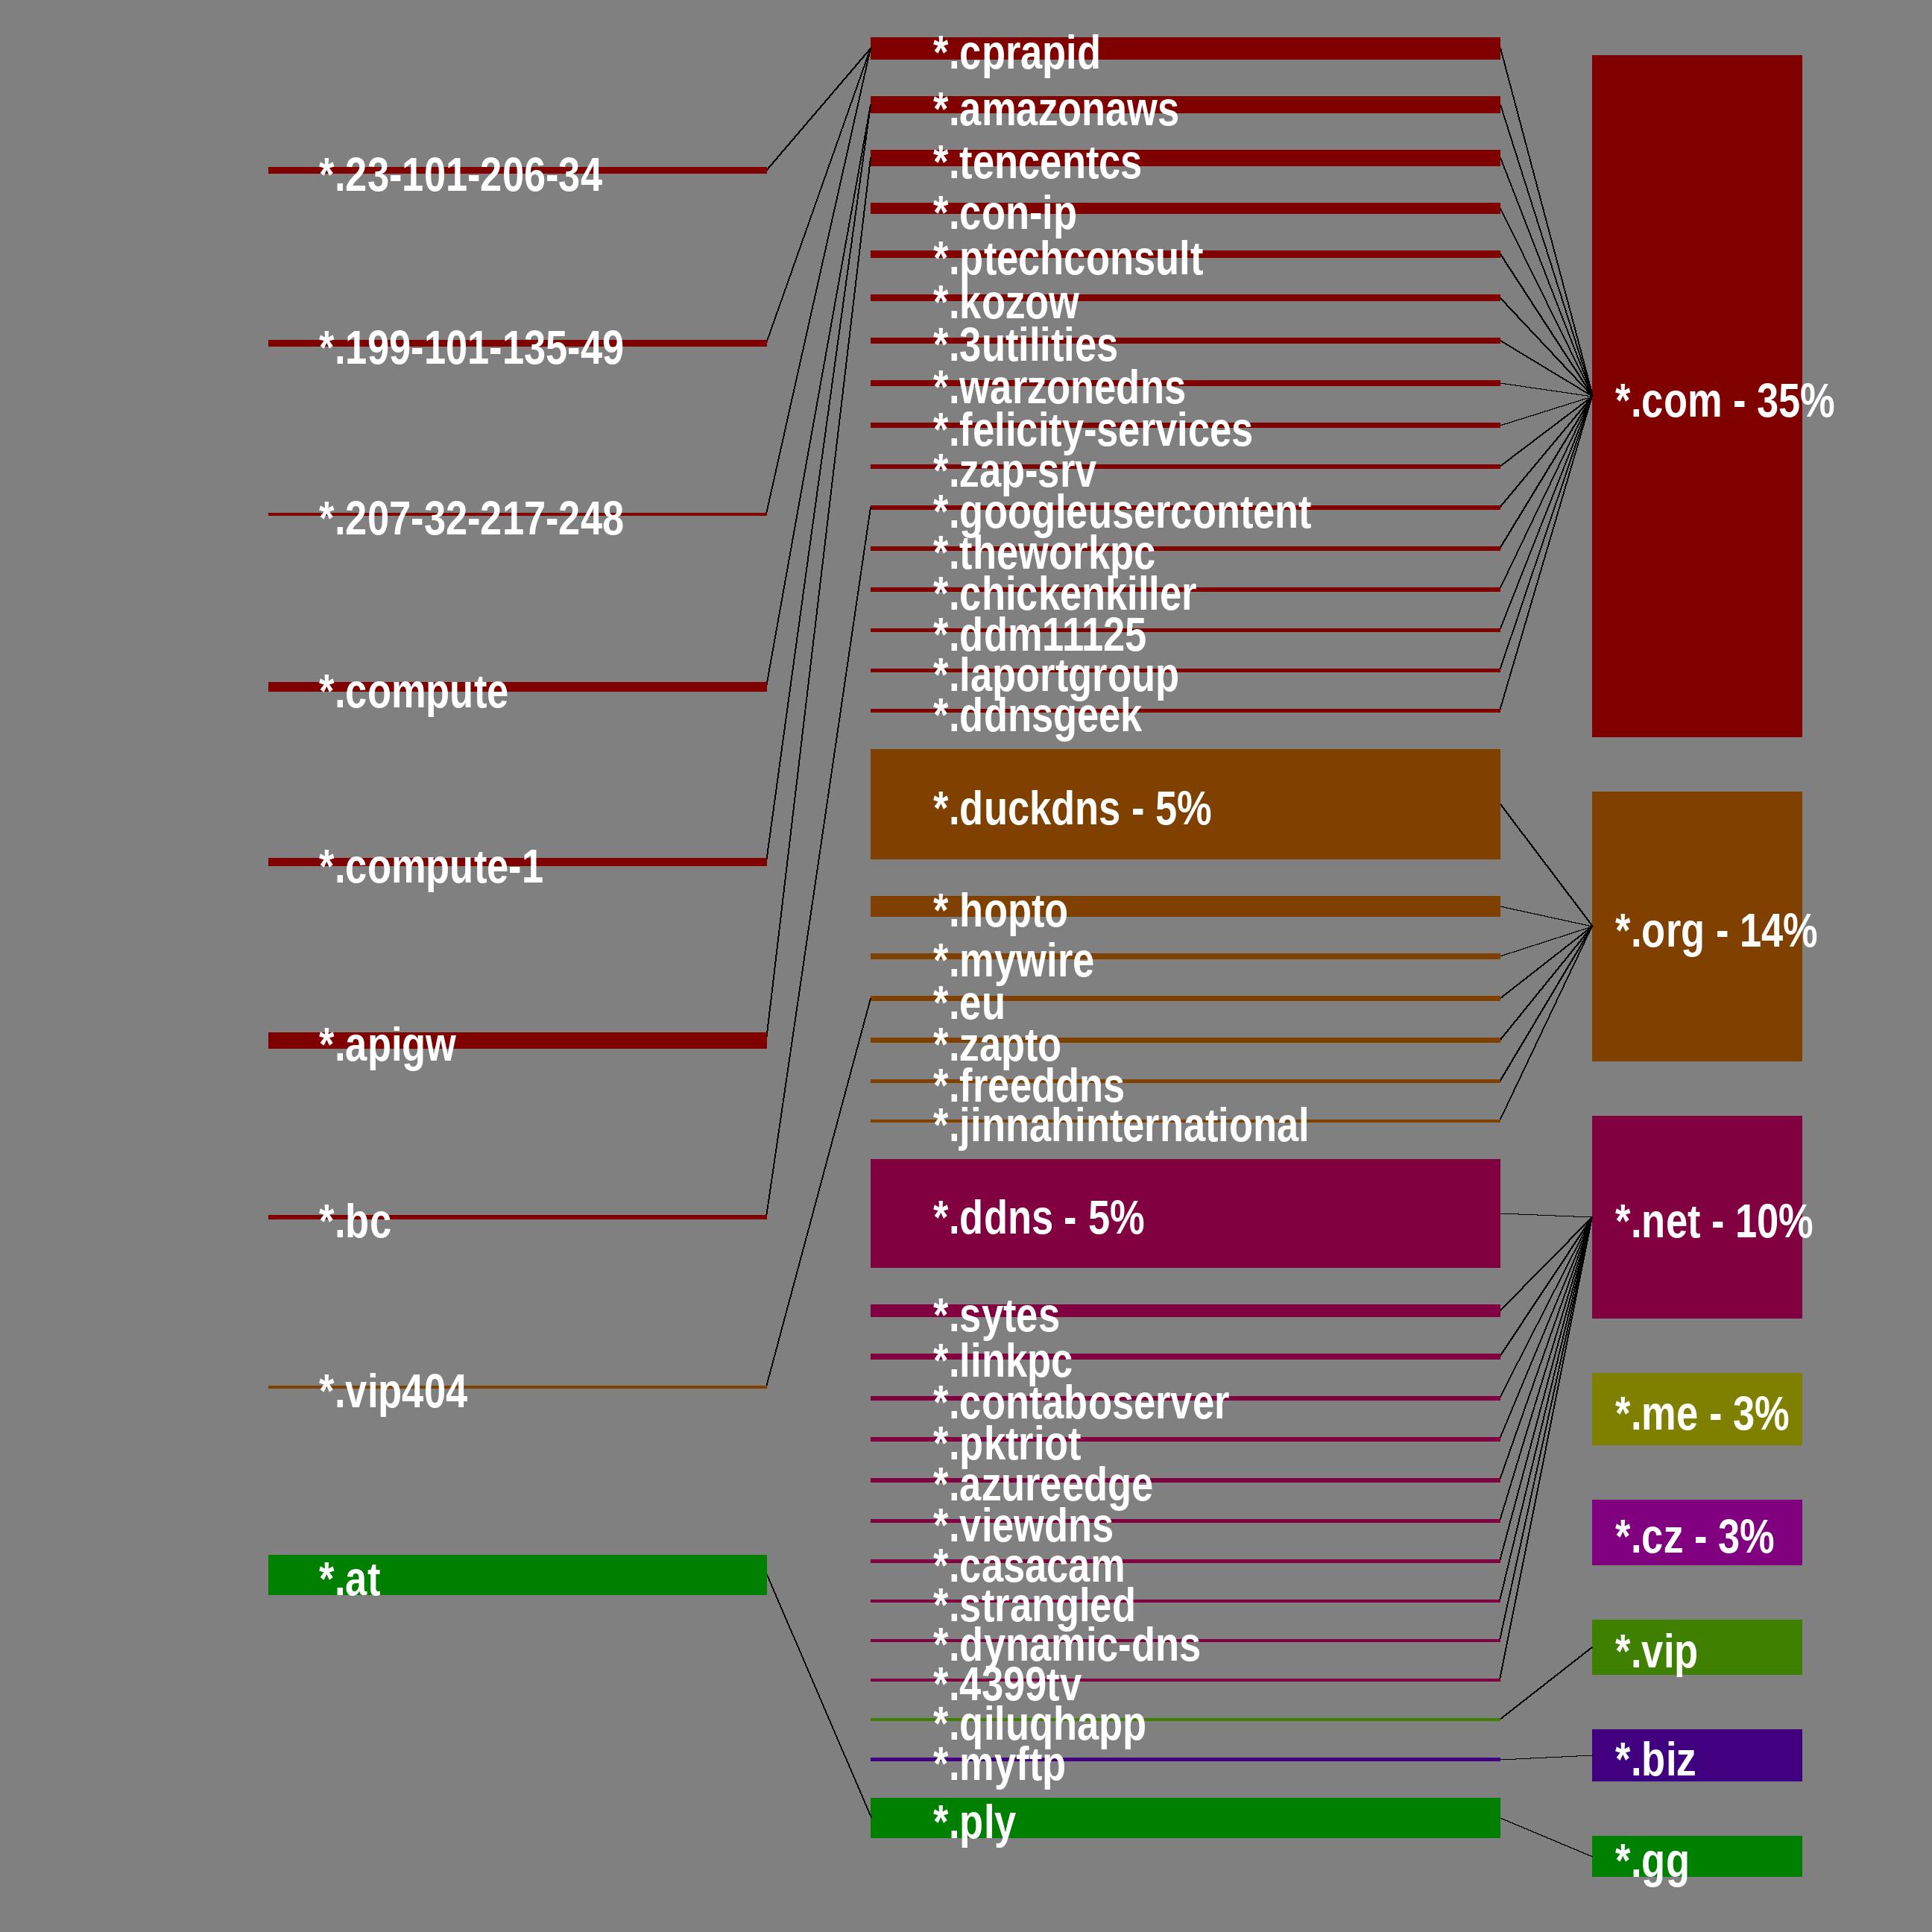 *.23-101-206-34
*.199-101-135-49
*.207-32-217-248
*.compute
*.compute-1
*.apigw
*.bc
*.vip404
*.at
*.cprapid
*.amazonaws
*.tencentcs
*.con-ip
*.ptechconsult
*.kozow
*.3utilities
*.warzonedns
*.felicity-services
*.zap-srv
*.googleusercontent
*.theworkpc
*.chickenkiller
*.ddm11125
*.laportgroup
*.ddnsgeek
*.duckdns - 5%
*.hopto
*.mywire
*.eu
*.zapto
*.freeddns
*.jinnahinternational
*.ddns - 5%
*.sytes
*.linkpc
*.contaboserver
*.pktriot
*.azureedge
*.viewdns
*.casacam
*.strangled
*.dynamic-dns
*.4399tv
*.qiluqhapp
*.myftp
*.ply
*.com - 35%
*.org - 14%
*.net - 10%
*.me - 3%
*.cz - 3%
*.vip
*.biz
*.gg